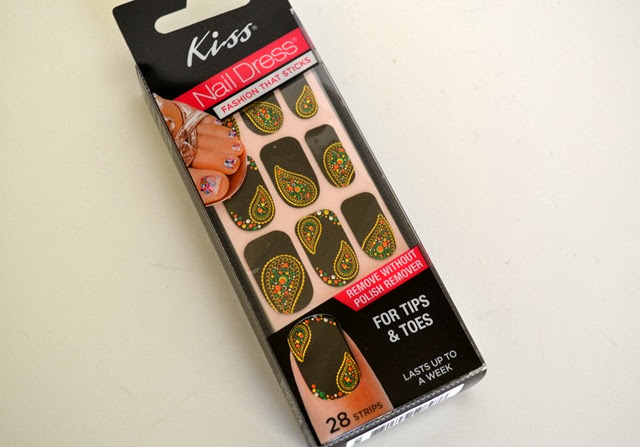 Kiss
Nail Dress®
FASHION THAT STICKS
REMOVE WITHOUT
POLISH REMOVER
FOR TIPS
& TOES
LASTS UP TO
A WEEK
28 STRIPS